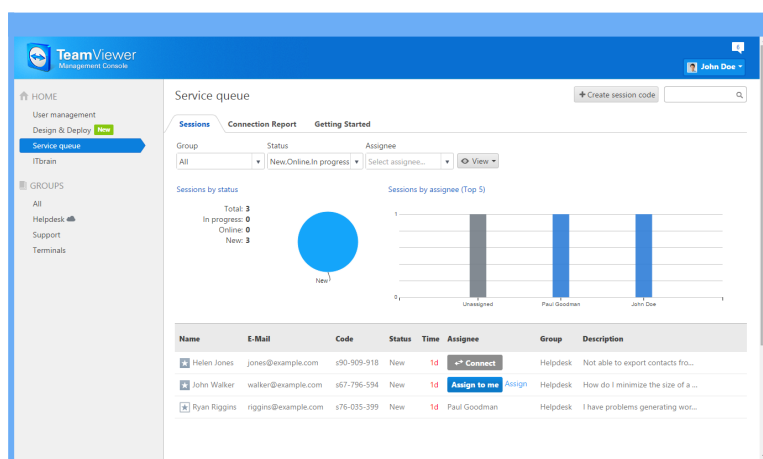 TeamViewer
Management Console
John Doe
HOME
User management
Design & Deploy New
Service queue
ITbrain
GROUPS
All
Helpdesk
Support
Terminals
Service queue
+ Create session code
Sessions Connection Report Getting Started
Group Status Assignee
All New,Online,In progress Select assignee... View
Sessions by status
Total: 3
In progress: 0
Online: 0
New: 3
New
Sessions by assignee (Top 5)
1
0
Unassigned Paul Goodman John Doe
1
Name E-Mail Code Status Time Assignee Group Description
Helen Jones jones@example.com s90-909-918 New 1d Connect Helpdesk Not able to export contacts fro...
John Walker walker@example.com s67-796-594 New 1d Assign to me Assign Helpdesk How do I minimize the size of a ...
Ryan Riggins riggins@example.com s76-035-399 New 1d Paul Goodman Helpdesk I have problems generating wor...